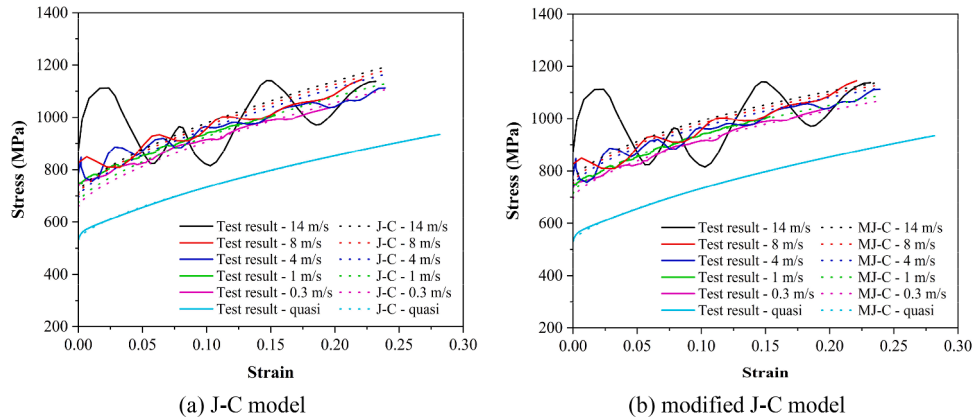 1400
1200
1000
800
600
400
200
Stress (MPa)
Test result - 14 m/s
Test result - 8 m/s
Test result - 4 m/s
Test result - 1 m/s
Test result - 0.3 m/s
Test result - quasi
J-C - 14 m/s
J-C - 8 m/s
J-C - 4 m/s
J-C - 1 m/s
J-C - 0.3 m/s
J-C - quasi
0.00 0.05 0.10 0.15 0.20 0.25 0.30
Strain
(a) J-C model
1400
1200
1000
800
600
400
200
Stress (MPa)
Test result - 14 m/s
Test result - 8 m/s
Test result - 4 m/s
Test result - 1 m/s
Test result - 0.3 m/s
Test result - quasi
MJ-C - 14 m/s
MJ-C - 8 m/s
MJ-C - 4 m/s
MJ-C - 1 m/s
MJ-C - 0.3 m/s
MJ-C - quasi
0.00 0.05 0.10 0.15 0.20 0.25 0.30
Strain
(b) modified J-C model